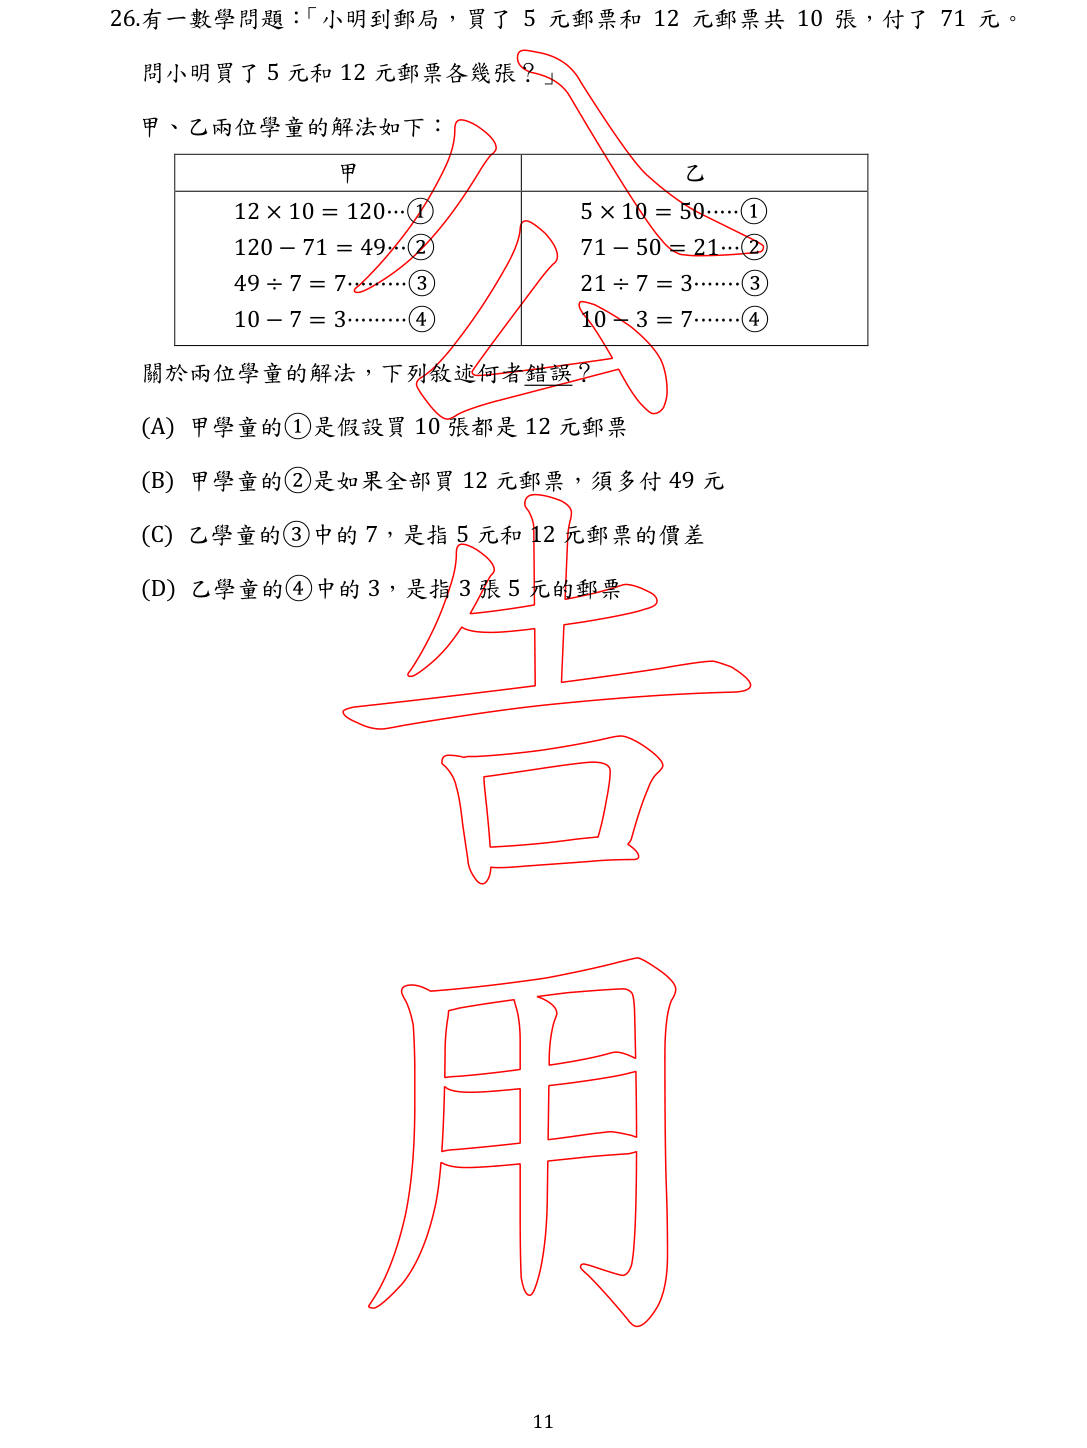 26.有一數學問題：「小明到郵局，買了 5 元郵票和 12 元郵票共 10 張，付了 71 元。
問小明買了 5 元和 12 元郵票各幾張？」
甲、乙兩位學童的解法如下：
甲 乙
12 × 10 = 120⋯① 5 × 10 = 50⋯⋯①
120 − 71 = 49⋯② 71 − 50 = 21⋯②
49 ÷ 7 = 7⋯⋯⋯③ 21 ÷ 7 = 3⋯⋯③
10 − 7 = 3⋯⋯⋯④ 10 − 3 = 7⋯⋯④
關於兩位學童的解法，下列敘述何者錯誤？
(A) 甲學童的①是假設買 10 張都是 12 元郵票
(B) 甲學童的②是如果全部買 12 元郵票，須多付 49 元
(C) 乙學童的③中的 7，是指 5 元和 12 元郵票的價差
(D) 乙學童的④中的 3，是指 3 張 5 元的郵票
公
告
用
11